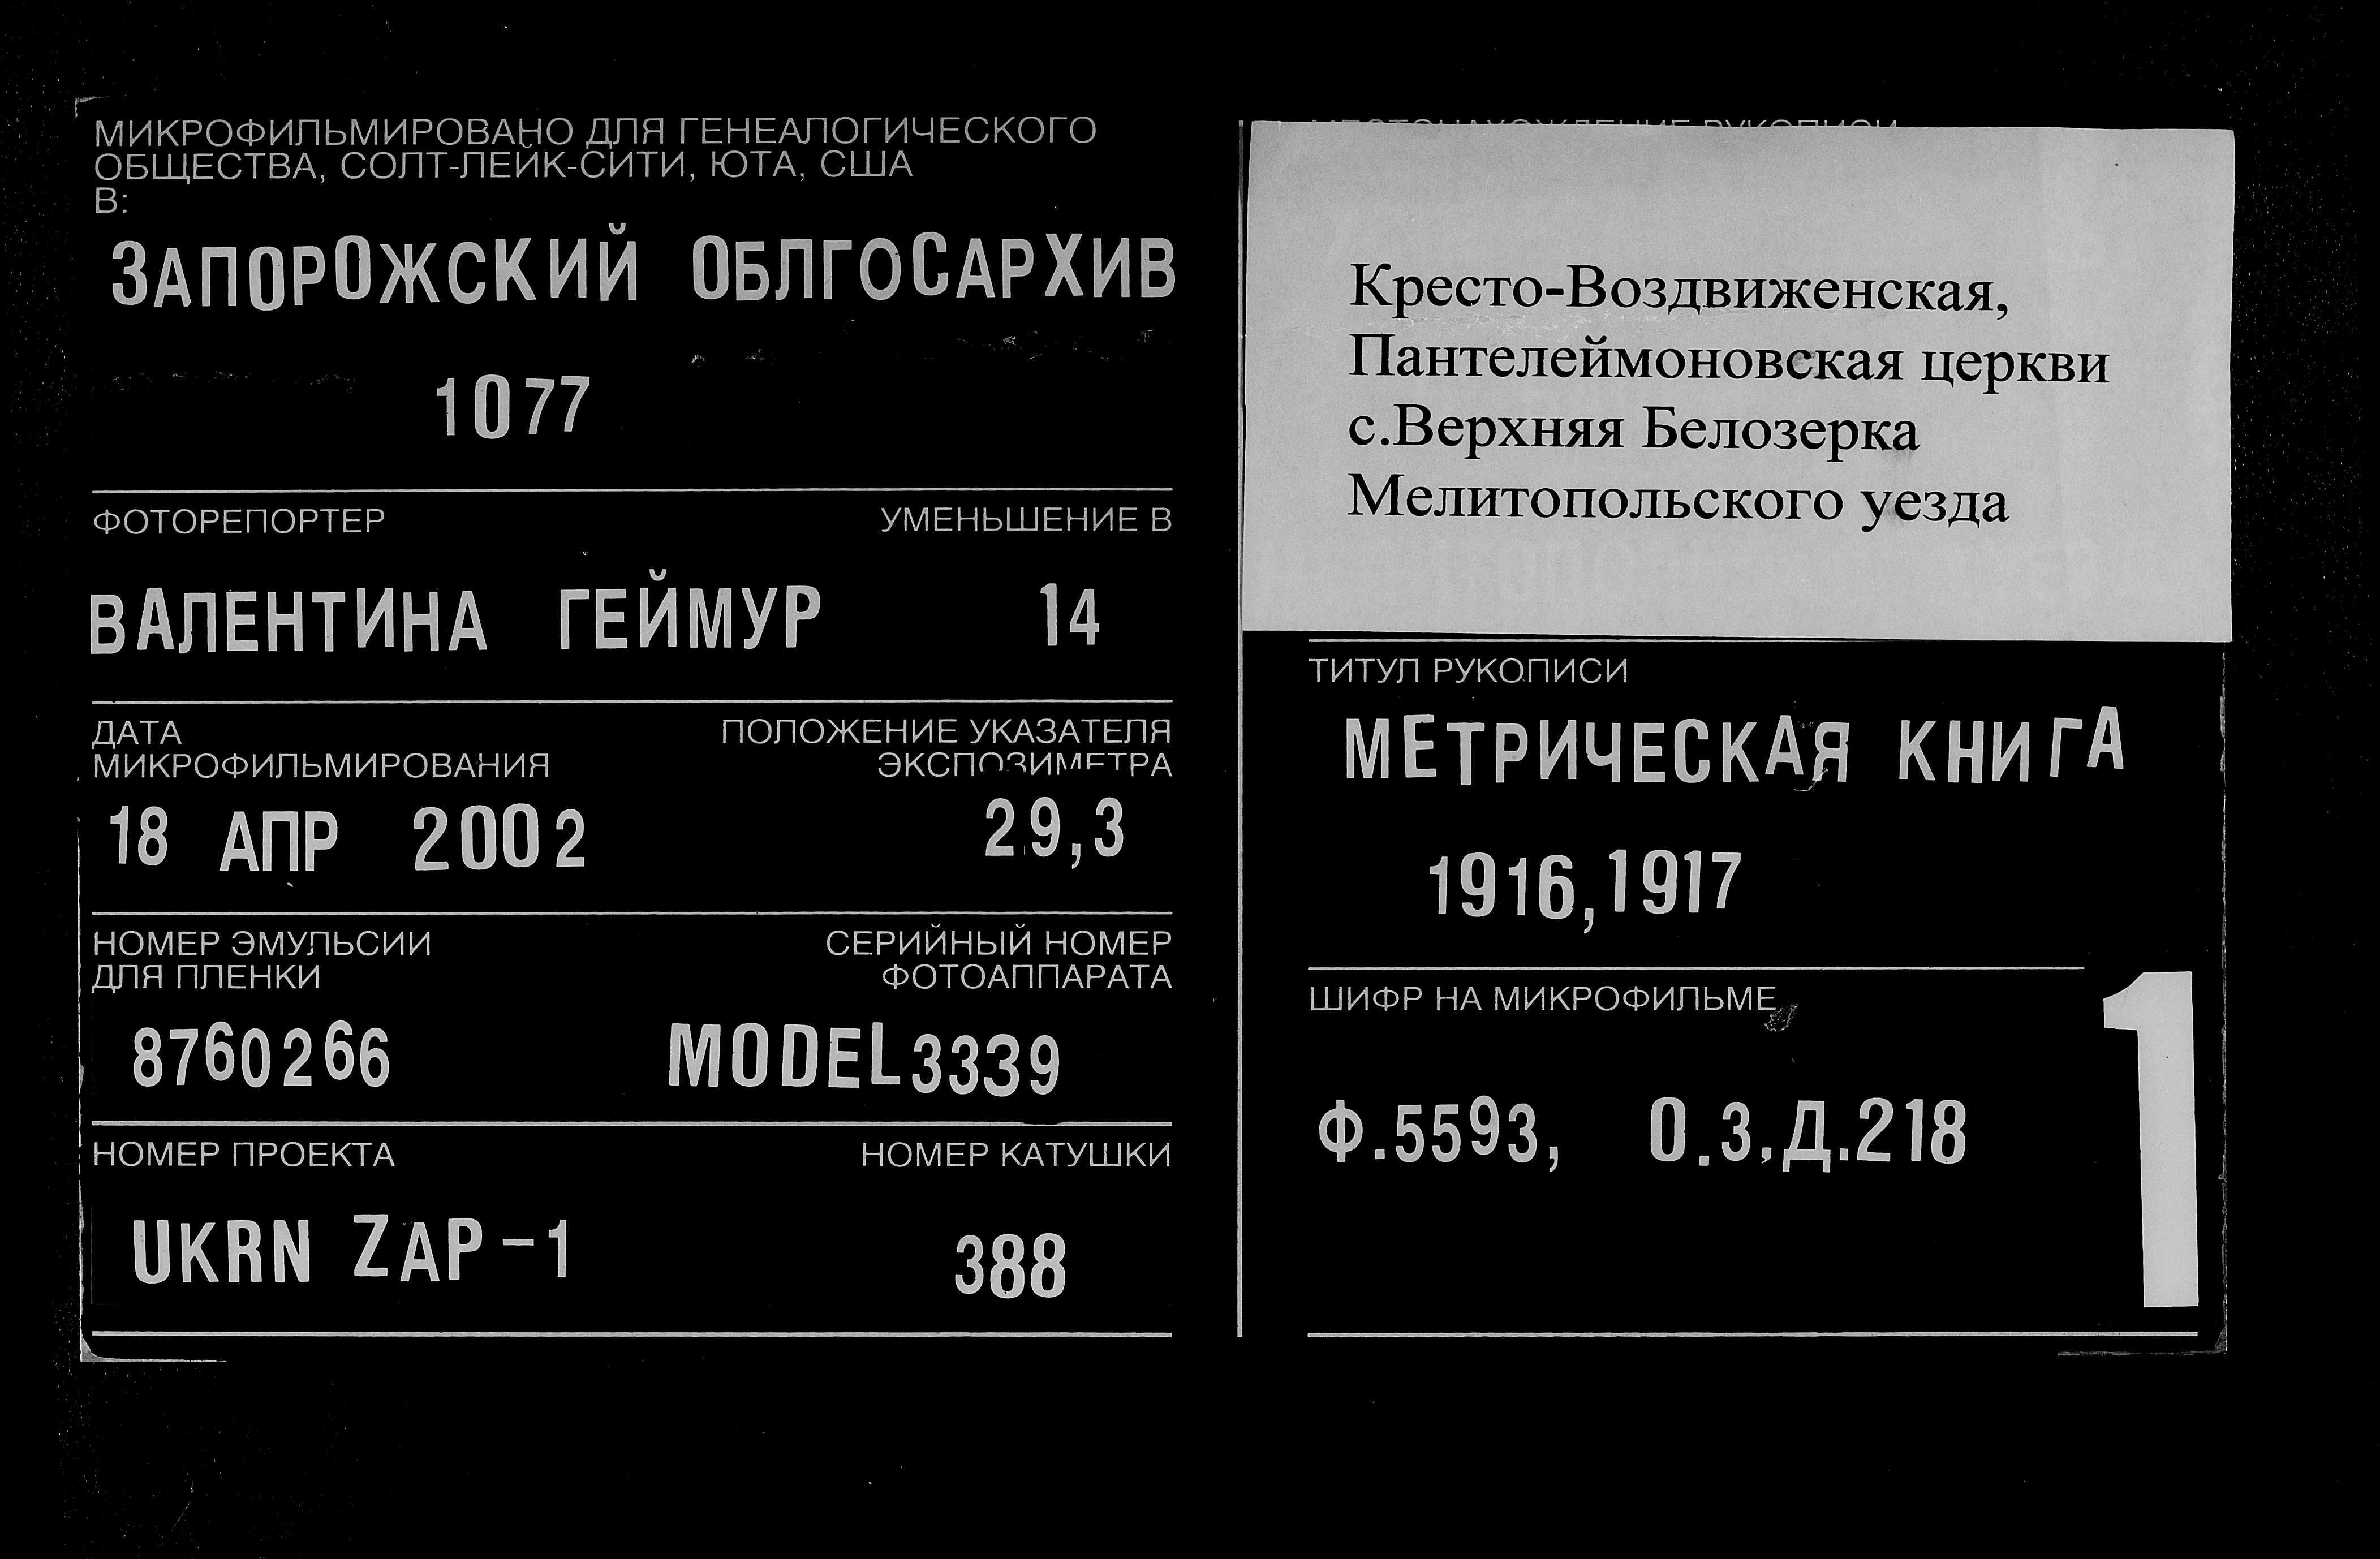 МИКРОФИЛЬМИРОВАНО ДЛЯ ГЕНЕАЛОГИЧЕСКОГО
ОБЩЕСТВА, СОЛТ-ЛЕЙК-СИТИ, ЮТА, США
В:
ЗАПОРОЖСКИЙ ОБЛГОСАРХИВ
1077
ФОТОРЕПОРТЕР УМЕНЬШЕНИЕ В
ВАЛЕНТИНА ГЕЙМУР 14
ДАТА ПОЛОЖЕНИЕ УКАЗАТЕЛЯ
МИКРОФИЛЬМИРОВАНИЯ ЭКСПОЗИМЕТРА
18 АПР 2002 29,3
НОМЕР ЭМУЛЬСИИ СЕРИЙНЫЙ НОМЕР
ДЛЯ ПЛЕНКИ ФОТОАППАРАТА
8760266 MODEL3339
НОМЕР ПРОЕКТА НОМЕР КАТУШКИ
UKRN ZAP-1 388
МЕСТОНАХОЖДЕНИЕ РУКОПИСИ
Кресто-Воздвиженская,
Пантелеймоновская церкви
с.Верхняя Белозерка
Мелитопольского уезда
ТИТУЛ РУКОПИСИ
МЕТРИЧЕСКАЯ КНИГА
1916,1917
ШИФР НА МИКРОФИЛЬМЕ
Ф.5593, О.3,Д.218
1